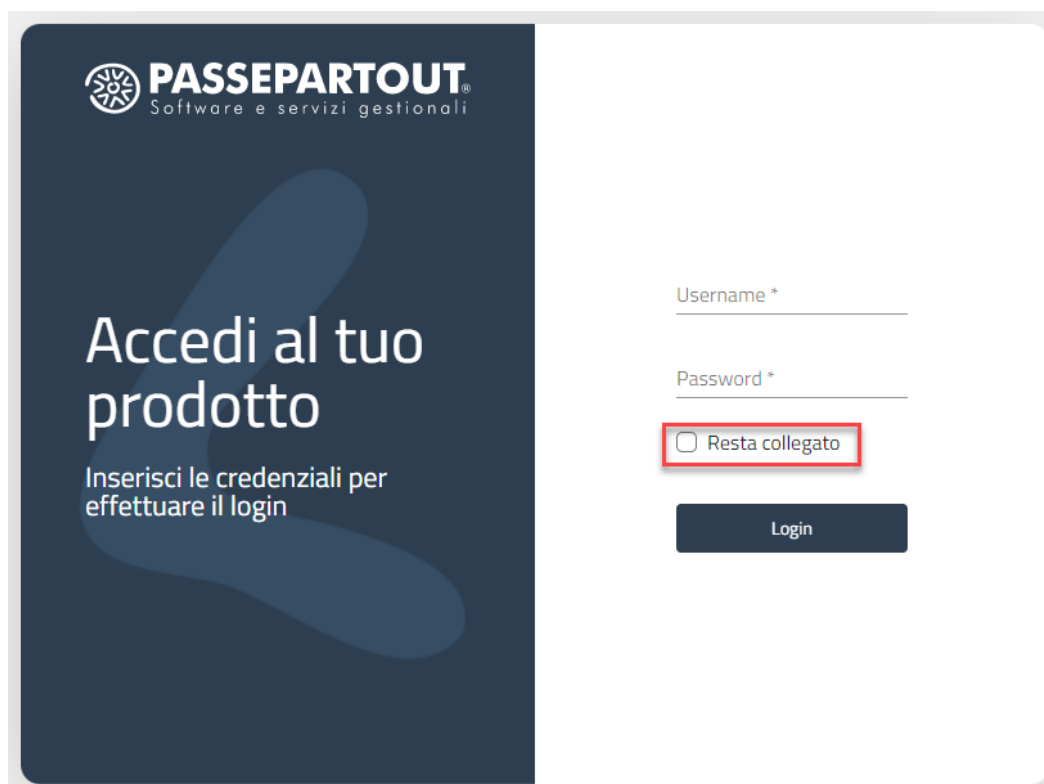 PASSEPARTOUT®
Software e servizi gestionali
Accedi al tuo
prodotto
Inserisci le credenziali per
effettuare il login
Username *
Password *
Resta collegato
Login